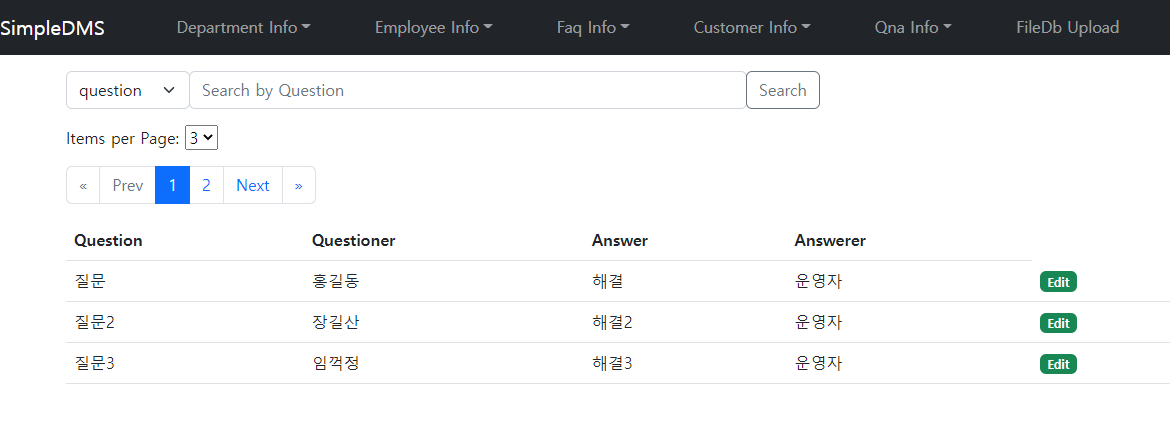 SimpleDMS Department Info Employee Info Faq Info Customer Info Qna Info FileDb Upload
question Search by Question Search
Items per Page: 3
« Prev 1 2 Next »
Question Questioner Answer Answerer
질문 홍길동 해결 운영자 Edit
질문2 장길산 해결2 운영자 Edit
질문3 임꺽정 해결3 운영자 Edit